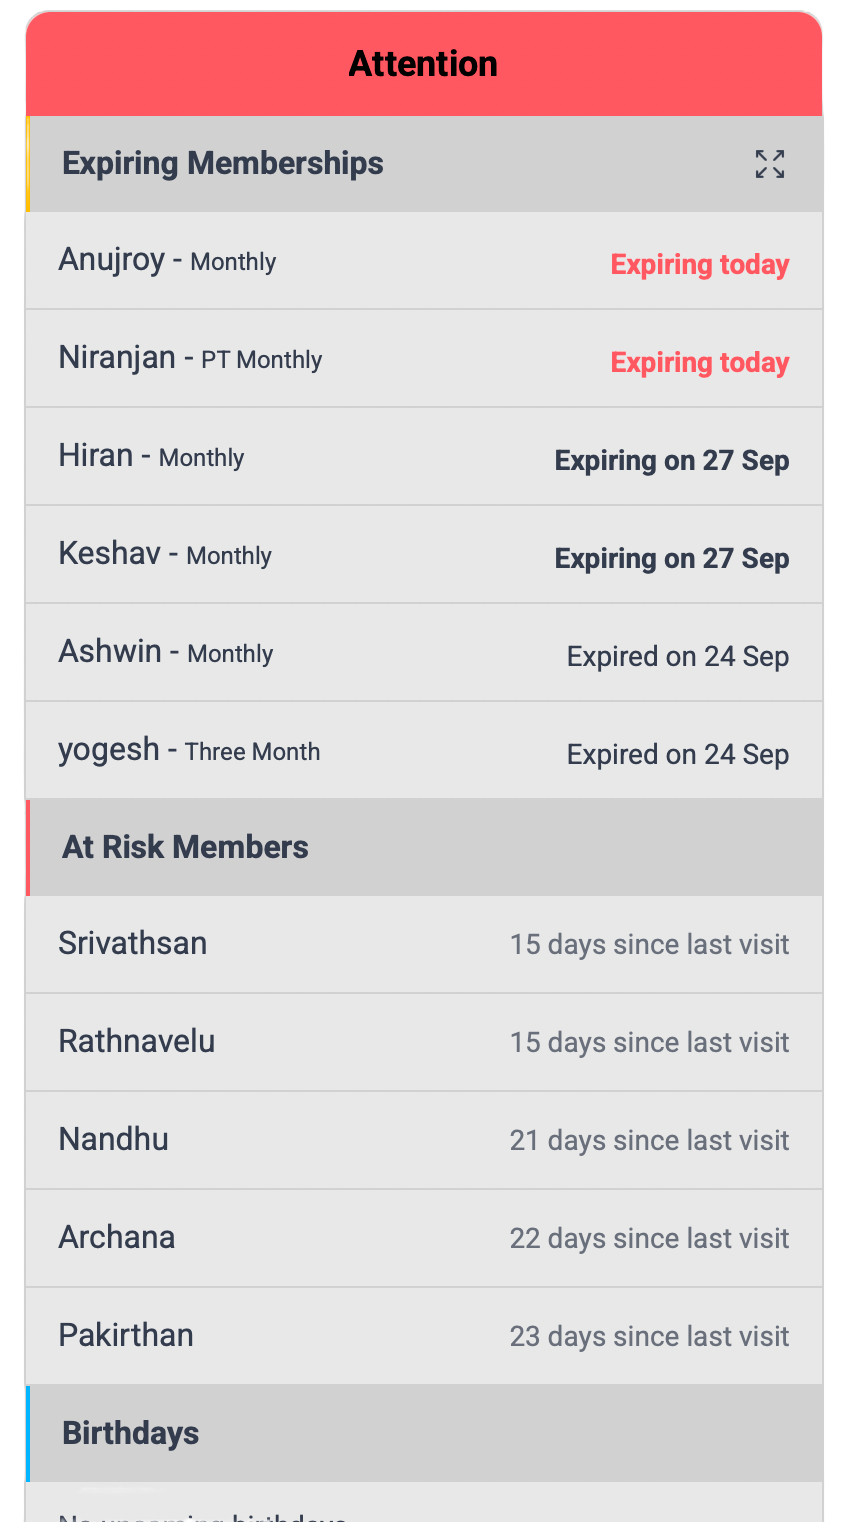 Attention
Expiring Memberships
Anujroy - Monthly Expiring today
Niranjan - PT Monthly Expiring today
Hiran - Monthly Expiring on 27 Sep
Keshav - Monthly Expiring on 27 Sep
Ashwin - Monthly Expired on 24 Sep
yogesh - Three Month Expired on 24 Sep
At Risk Members
Srivathsan 15 days since last visit
Rathnavelu 15 days since last visit
Nandhu 21 days since last visit
Archana 22 days since last visit
Pakirthan 23 days since last visit
Birthdays
No upcoming birthdays